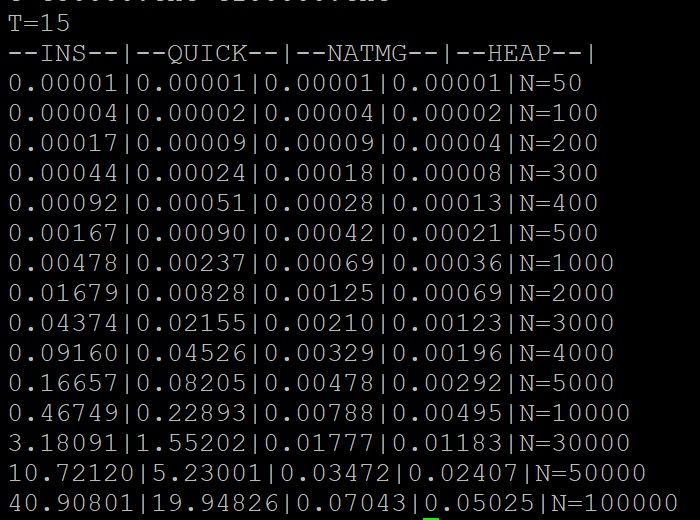 T=15
--INS--|--QUICK--|--NATMG--|--HEAP--|
0.00001|0.00001|0.00001|0.00001|N=50
0.00004|0.00002|0.00004|0.00002|N=100
0.00017|0.00009|0.00009|0.00004|N=200
0.00044|0.00024|0.00018|0.00008|N=300
0.00092|0.00051|0.00028|0.00013|N=400
0.00167|0.00090|0.00042|0.00021|N=500
0.00478|0.00237|0.00069|0.00036|N=1000
0.01679|0.00828|0.00125|0.00069|N=2000
0.04374|0.02155|0.00210|0.00123|N=3000
0.09160|0.04526|0.00329|0.00196|N=4000
0.16657|0.08205|0.00478|0.00292|N=5000
0.46749|0.22893|0.00788|0.00495|N=10000
3.18091|1.55202|0.01777|0.01183|N=30000
10.72120|5.23001|0.03472|0.02407|N=50000
40.90801|19.94826|0.07043|0.05025|N=100000